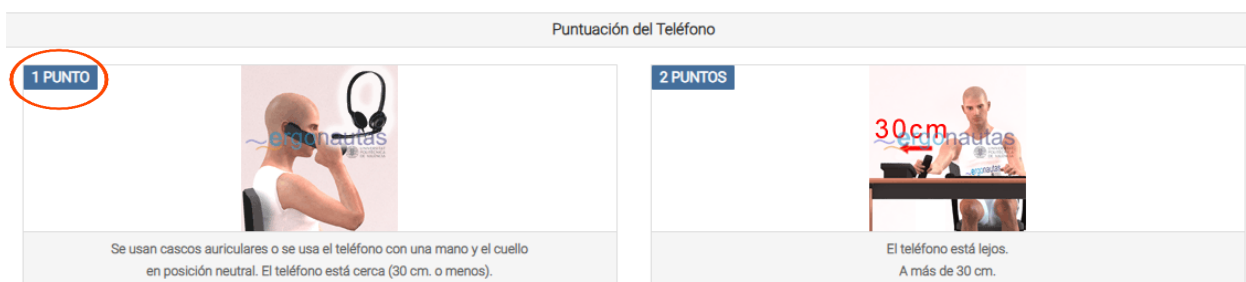 Puntuación del Teléfono
1 PUNTO
ergonautas
Se usan cascos auriculares o se usa el teléfono con una mano y el cuello
en posición neutral. El teléfono está cerca (30 cm. o menos).
2 PUNTOS
30cm
ergonautas
El teléfono está lejos.
A más de 30 cm.